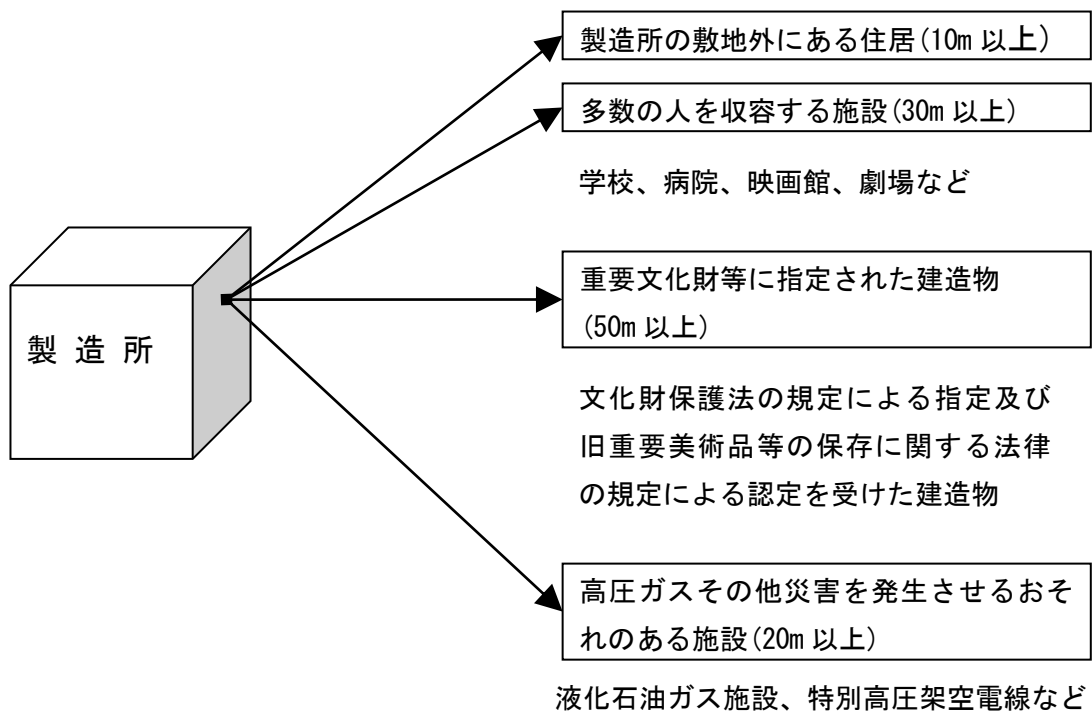 製造所の敷地外にある住居(10m 以上)
多数の人を収容する施設(30m 以上)
学校、病院、映画館、劇場など
製 造 所
重要文化財等に指定された建造物
(50m 以上)
文化財保護法の規定による指定及び
旧重要美術品等の保存に関する法律
の規定による認定を受けた建造物
高圧ガスその他災害を発生させるおそ
れのある施設(20m 以上)
液化石油ガス施設、特別高圧架空電線など